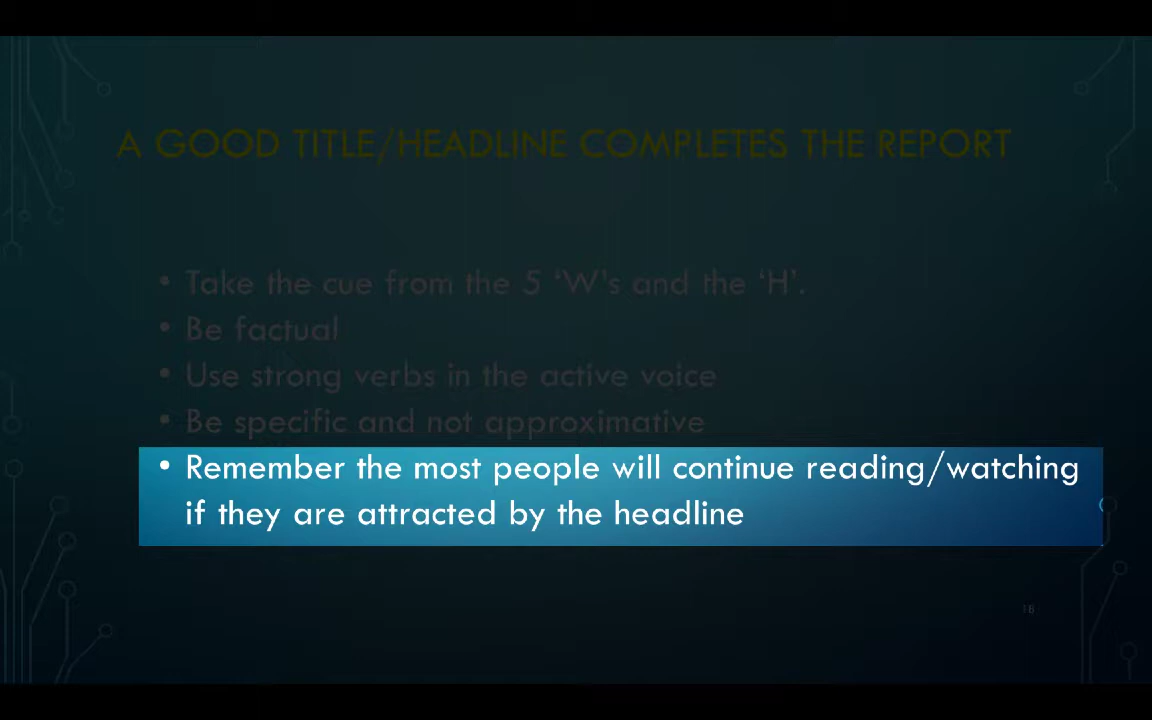 A GOOD TITLE/HEADLINE COMPLETES THE REPORT
• Take the cue from the 5 ‘W’s and the ‘H’.
• Be factual
• Use strong verbs in the active voice
• Be specific and not approximative
• Remember the most people will continue reading/watching
if they are attracted by the headline
18